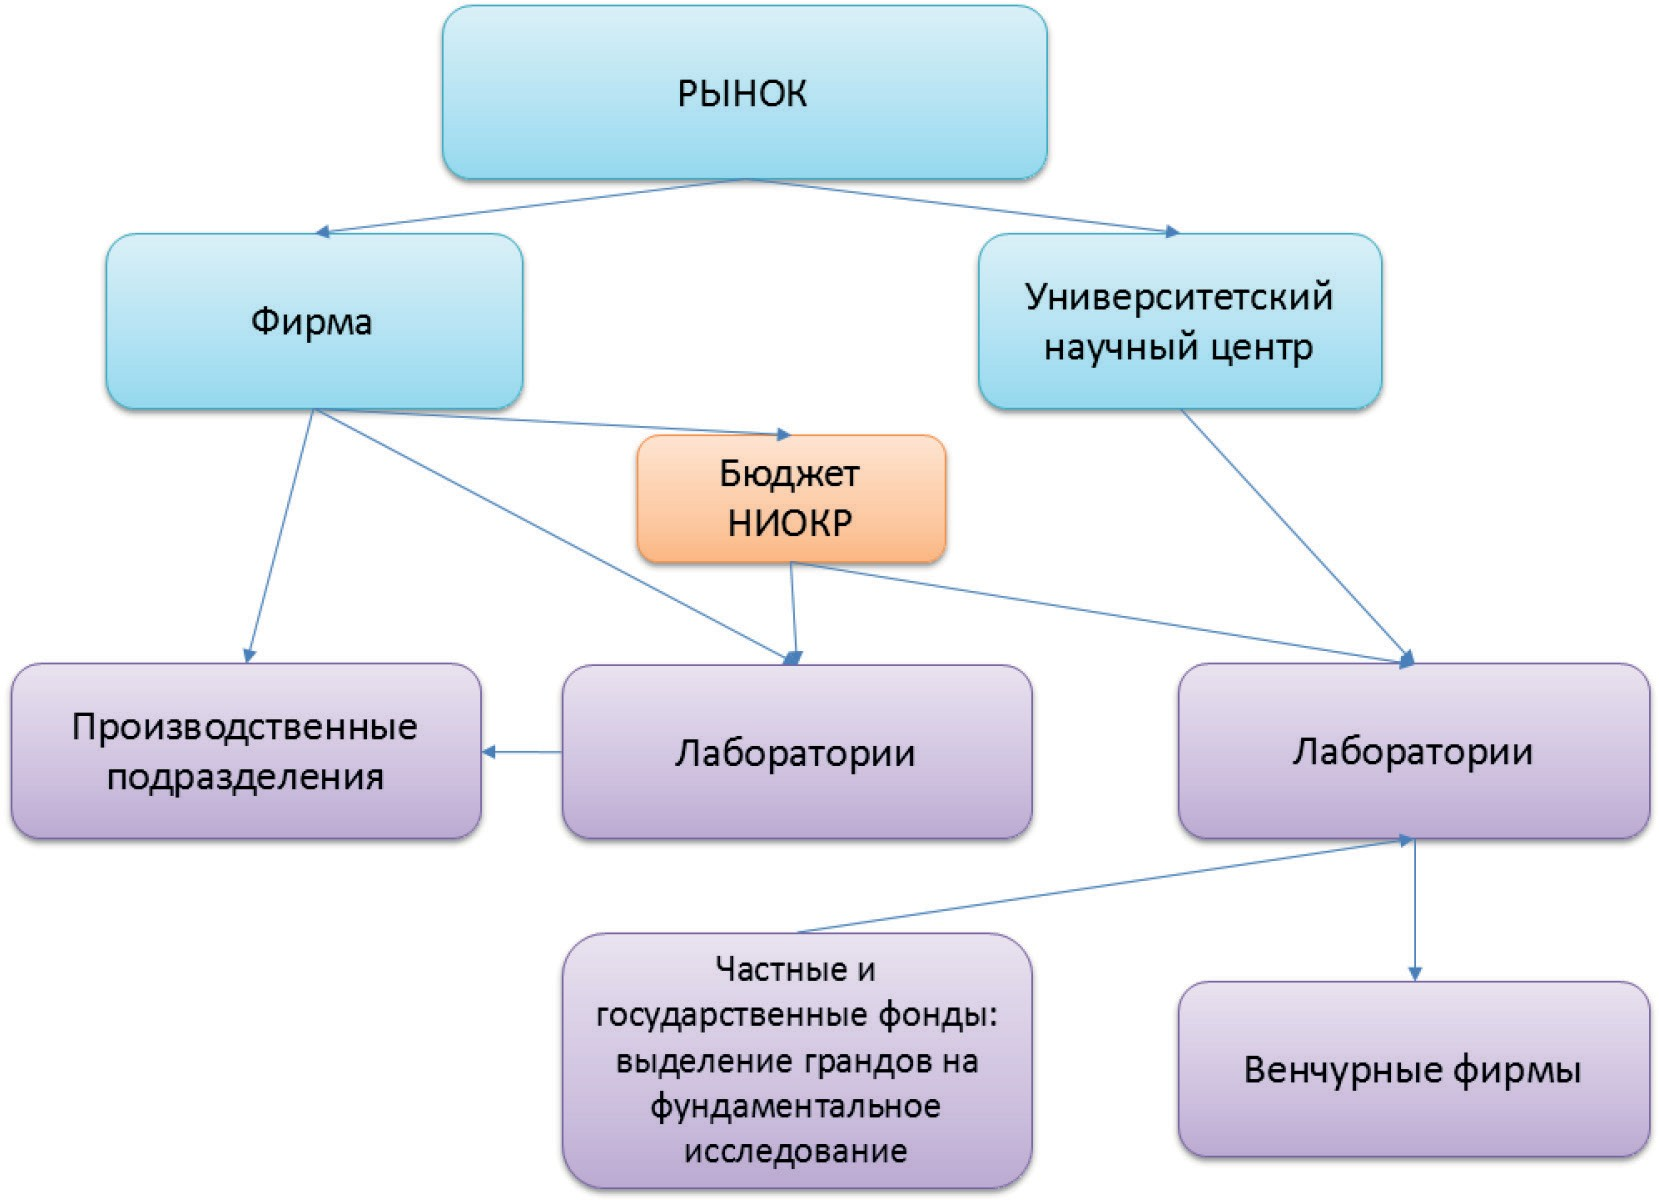 РЫНОК
Фирма
Университетский
научный центр
Бюджет
НИОКР
Производственные
подразделения
Лаборатории
Лаборатории
Частные и
государственные фонды:
выделение грандов на
фундаментальное
исследование
Венчурные фирмы